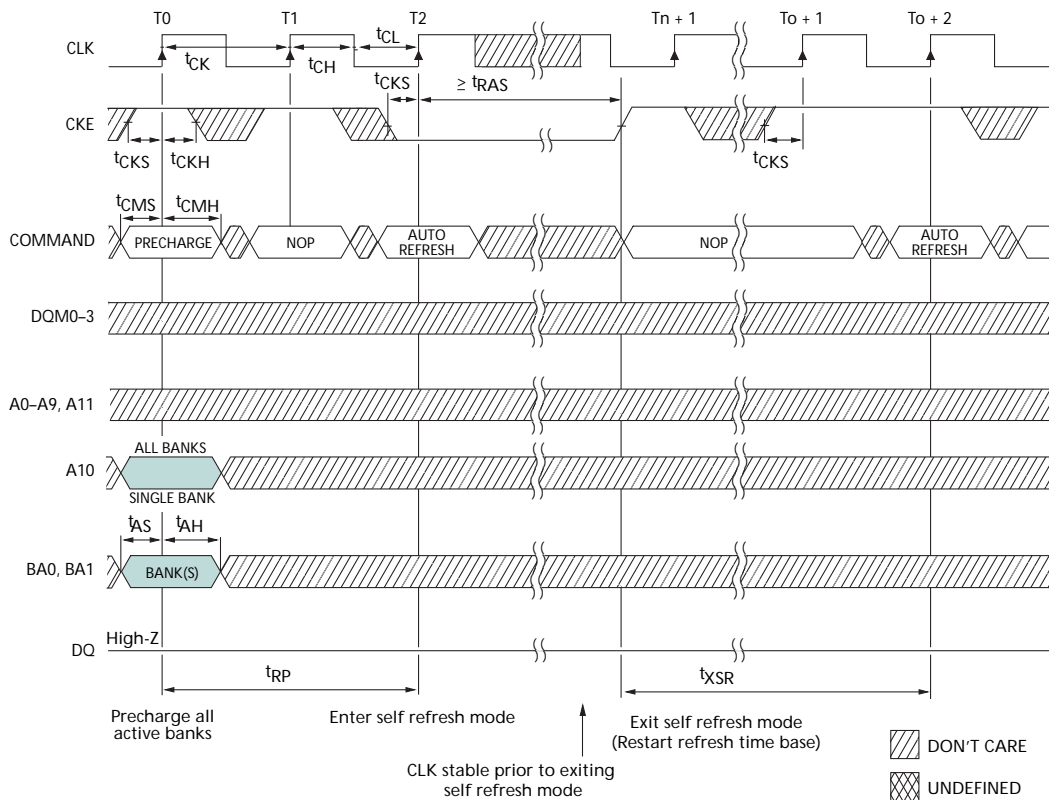 T0 T1 T2 Tn + 1 To + 1 To + 2
CLK
tCK tCH tCL
tCKS ≥ tRAS
CKE
tCKS tCKH tCKS
tCMS tCMH
COMMAND PRECHARGE NOP AUTO REFRESH NOP AUTO REFRESH
DQM0–3
A0–A9, A11
ALL BANKS
A10
SINGLE BANK
tAS tAH
BA0, BA1 BANK(S)
High-Z
DQ
tRP tXSR
Precharge all
active banks
Enter self refresh mode
CLK stable prior to exiting
self refresh mode
Exit self refresh mode
(Restart refresh time base)
DON'T CARE
UNDEFINED